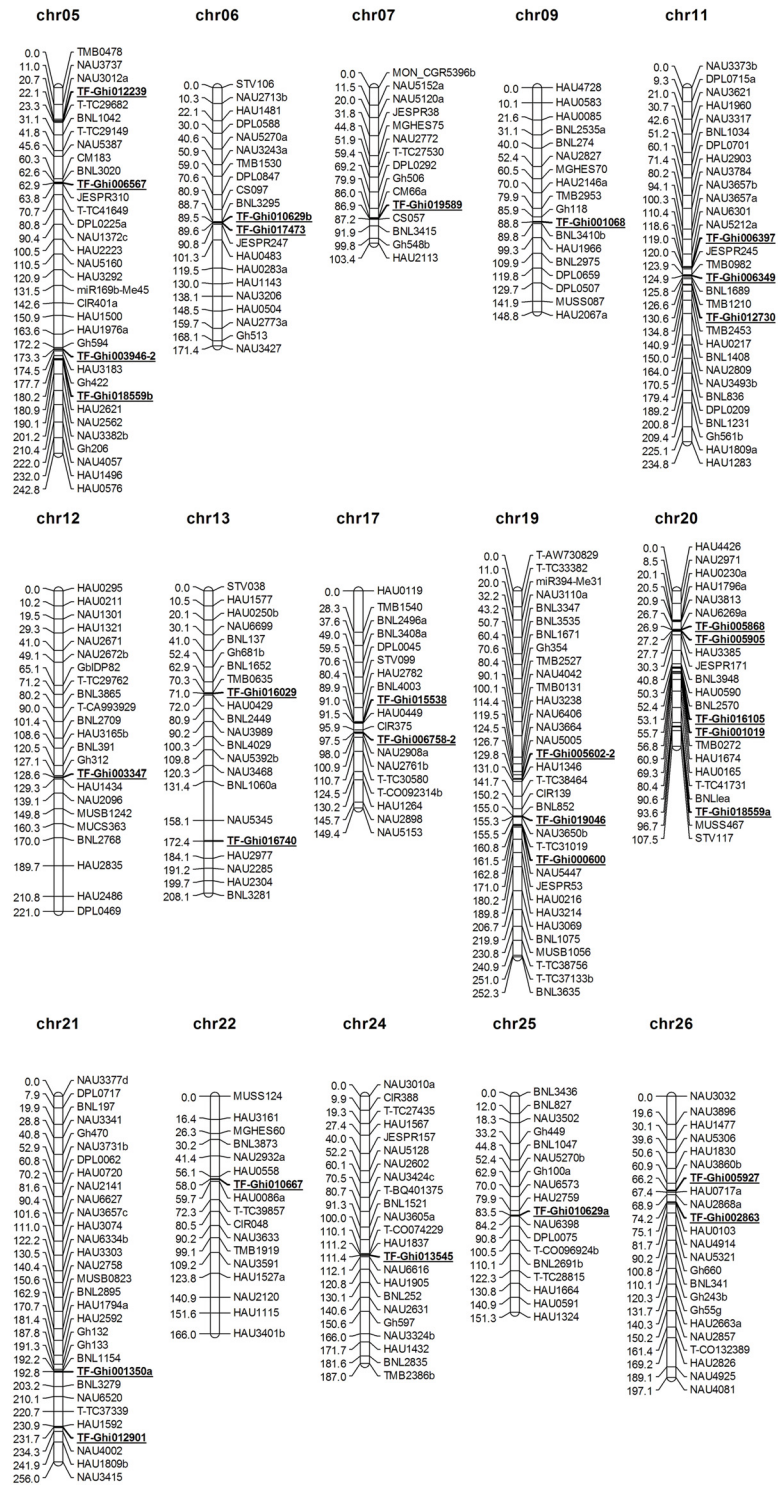 chr05
0.0 TMB0478
11.0 NAU3737
20.7 NAU3012a
22.1 TF-Ghi012239
23.3 T-TC29682
31.1 BNL1042
41.8 T-TC29149
45.6 NAU5387
60.3 CM183
62.6 BNL3020
62.9 TF-Ghi006567
63.8 JESPR310
70.7 T-TC41649
80.8 DPL0225a
90.4 NAU1372c
100.5 HAU2223
110.5 NAU5160
120.9 HAU3292
131.5 miR169b-Me45
142.6 CIR401a
150.9 HAU1500
163.6 HAU1976a
172.2 Gh594
173.3 TF-Ghi003946-2
174.5 HAU3183
177.7 Gh422
180.2 TF-Ghi018559b
180.9 HAU2621
190.1 NAU2562
201.2 NAU3382b
210.4 Gh206
222.0 NAU4057
232.0 HAU1496
242.8 HAU0576
chr06
0.0 STV106
10.3 NAU2713b
22.1 HAU1481
30.0 DPL0588
40.6 NAU5270a
50.9 NAU3243a
59.0 TMB1530
70.6 DPL0847
80.9 CS097
88.7 BNL3295
89.5 TF-Ghi010629b
89.6 TF-Ghi017473
90.8 JESPR247
101.3 HAU0483
119.5 HAU0283a
130.0 HAU1143
138.1 NAU3206
148.5 HAU0504
159.7 NAU2773a
168.1 Gh513
171.4 NAU3427
chr07
0.0 MON_CGR5396b
11.5 NAU5152a
20.0 NAU5120a
31.8 JESPR38
44.8 MGHES75
51.9 NAU2772
59.4 T-TC27530
69.2 DPL0292
79.9 Gh506
86.0 CM66a
86.9 TF-Ghi019589
87.2 CS057
91.9 BNL3415
99.8 Gh548b
103.4 HAU2113
chr09
0.0 HAU4728
10.1 HAU0583
21.6 HAU0085
31.1 BNL2535a
40.0 BNL274
52.4 NAU2827
60.5 MGHES70
70.0 HAU2146a
79.9 TMB2953
85.9 Gh118
88.8 TF-Ghi001068
89.8 BNL3410b
99.3 HAU1966
109.9 BNL2975
119.8 DPL0659
129.7 DPL0507
141.9 MUSS087
148.8 HAU2067a
chr11
0.0 NAU3373b
9.3 DPL0715a
21.0 NAU3621
30.7 HAU1960
42.6 NAU3317
51.2 BNL1034
60.1 DPL0701
71.4 HAU2903
80.2 NAU3784
94.1 NAU3657b
100.3 NAU3657a
110.4 NAU6301
118.6 NAU5212a
119.0 TF-Ghi006397
120.0 JESPR245
123.9 TMB0982
124.9 TF-Ghi006349
125.8 BNL1689
126.0 TMB1210
130.6 TF-Ghi012730
134.8 TMB2453
140.9 HAU0217
150.0 BNL1408
164.0 NAU2809
170.5 NAU3493b
179.4 BNL836
189.2 DPL0209
200.8 BNL1231
209.4 Gh561b
225.1 HAU1809a
234.8 HAU1283
chr12
0.0 HAU0295
10.2 HAU0211
19.5 NAU1301
29.3 HAU1321
41.0 NAU2671
49.1 NAU2672b
65.1 GbIDP82
71.2 T-TC29762
80.2 BNL3865
90.0 T-CA993929
101.4 BNL2709
108.6 HAU3165b
120.5 BNL391
127.1 Gh312
128.6 TF-Ghi003347
129.3 HAU1434
139.1 NAU2096
149.8 MUSB1242
160.3 MUCS363
170.0 BNL2768
189.7 HAU2835
210.8 HAU2486
221.0 DPL0469
chr13
0.0 STV038
10.5 HAU1577
20.1 HAU0250b
30.1 NAU6699
41.0 BNL137
52.4 Gh681b
62.9 BNL1652
70.3 TMB0635
71.0 TF-Ghi016029
72.0 HAU0429
80.9 BNL2449
90.2 NAU3989
100.3 BNL4029
109.8 NAU5392b
120.3 NAU3468
131.4 BNL1060a
158.1 NAU5345
172.4 TF-Ghi016740
184.1 HAU2977
191.2 NAU2285
199.7 HAU2304
208.1 BNL3281
chr17
0.0 HAU0119
28.3 TMB1540
37.6 BNL2496a
49.0 BNL3408a
59.5 DPL0045
70.6 STV099
80.4 HAU2782
89.9 BNL4003
91.0 TF-Ghi015538
91.5 HAU0449
95.9 CIR375
97.5 TF-Ghi006758-2
98.0 NAU2908a
100.9 NAU2761b
110.7 T-TC30580
124.5 T-CO092314b
130.2 HAU1264
145.7 NAU2898
149.4 NAU5153
chr19
0.0 T-AW730829
11.0 T-TC33382
20.0 miR394-Me31
32.2 NAU3110a
43.2 BNL3347
50.7 BNL3535
60.4 BNL1671
70.8 Gh354
80.4 TMB2527
90.1 NAU4042
100.1 TMB0131
114.4 HAU3238
119.5 NAU6406
124.5 NAU3664
126.7 NAU5005
129.8 TF-Ghi005602-2
131.0 HAU1346
141.7 T-TC38464
150.2 CIR139
155.0 BNL852
155.3 TF-Ghi019046
155.5 NAU3650b
160.8 T-TC31019
161.5 TF-Ghi000600
162.8 NAU5447
171.0 JESPR53
180.2 HAU0216
189.8 HAU3214
206.7 HAU3069
219.9 BNL1075
230.8 MUSB1056
240.9 T-TC38756
251.0 T-TC37133b
252.3 BNL3635
chr20
0.0 HAU4426
8.5 NAU2971
20.1 HAU0230a
20.5 HAU1796a
20.9 NAU3813
26.7 NAU6269a
26.9 TF-Ghi005868
27.2 TF-Ghi005905
27.7 HAU3385
30.3 JESPR171
40.8 BNL3948
50.9 HAU0590
52.4 BNL2570
53.1 TF-Ghi016105
55.7 TF-Ghi001019
56.8 TMB0272
60.9 HAU1674
69.3 HAU0165
80.4 T-TC41731
90.6 BNLlea
93.6 TF-Ghi018559a
96.7 MUSS467
107.5 STV117
chr21
0.0 NAU3377d
7.9 DPL0717
19.9 BNL197
28.8 NAU3341
40.8 Gh470
52.9 NAU3731b
60.8 DPL0062
70.2 HAU0720
81.6 NAU2141
90.4 NAU6627
101.6 NAU3657c
111.0 HAU3074
122.2 NAU6334b
130.5 HAU3303
140.4 NAU2758
150.6 MUSB0823
162.9 BNL2895
170.7 HAU1794a
181.4 HAU2592
187.8 Gh132
191.3 Gh133
192.2 BNL1154
192.8 TF-Ghi001350a
203.2 BNL3279
210.1 NAU6520
220.7 T-TC37339
230.9 HAU1592
231.7 TF-Ghi012901
234.3 NAU4002
241.9 HAU1809b
256.0 NAU3415
chr22
0.0 MUSS124
16.4 HAU3161
26.3 MGHES60
30.2 BNL3873
41.4 NAU2932a
56.1 HAU0558
58.0 TF-Ghi010667
59.7 HAU0086a
72.3 T-TC39857
80.5 CIR048
90.2 NAU3633
99.1 TMB1919
109.2 NAU3591
123.8 HAU1527a
140.9 NAU2120
151.6 HAU1115
166.0 HAU3401b
chr24
0.0 NAU3010a
9.9 CIR388
19.3 T-TC27435
27.4 HAU1567
40.0 JESPR157
52.2 NAU5128
60.1 NAU2602
70.5 NAU3424c
80.7 T-BQ401375
91.3 BNL1521
100.0 NAU3605a
110.1 T-CO074229
111.2 HAU1837
111.4 TF-Ghi013545
112.1 NAU6616
120.8 HAU1905
130.1 BNL252
140.6 NAU2631
150.6 Gh597
166.0 NAU3324b
171.7 HAU1432
181.6 BNL2835
187.0 TMB2386b
chr25
0.0 BNL3436
12.0 BNL827
18.3 NAU3502
33.2 Gh449
44.8 BNL1047
52.4 NAU5270b
62.9 Gh100a
70.0 NAU6573
79.9 HAU2759
83.5 TF-Ghi010629a
84.2 NAU6398
90.8 DPL0075
100.5 T-CO096924b
110.1 BNL2691b
122.3 T-TC28815
130.8 HAU1664
140.9 HAU0591
151.3 HAU1324
chr26
0.0 NAU3032
19.6 NAU3896
30.1 HAU1477
39.6 NAU5306
50.6 HAU1830
60.9 NAU3860b
66.2 TF-Ghi005927
67.4 HAU0717a
68.9 NAU2868a
74.2 TF-Ghi002863
75.1 HAU0103
81.7 NAU4914
90.2 NAU5321
100.8 Gh660
110.1 BNL341
120.3 Gh243b
131.7 Gh55g
140.3 HAU2663a
150.2 NAU2857
161.4 T-CO132389
169.2 HAU2826
189.1 NAU4925
197.1 NAU4081